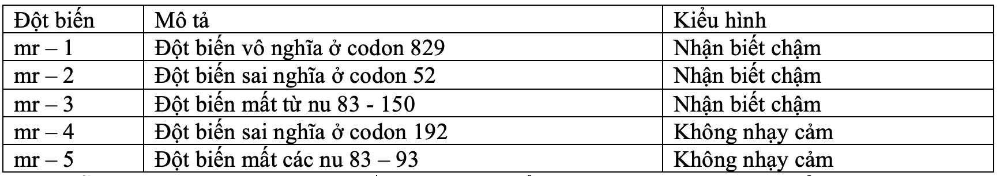 Đột biến Mô tả Kiểu hình
mr – 1 Đột biến vô nghĩa ở codon 829 Nhận biết chậm
mr – 2 Đột biến sai nghĩa ở codon 52 Nhận biết chậm
mr – 3 Đột biến mất từ nu 83 - 150 Nhận biết chậm
mr – 4 Đột biến sai nghĩa ở codon 192 Không nhạy cảm
mr – 5 Đột biến mất các nu 83 – 93 Không nhạy cảm